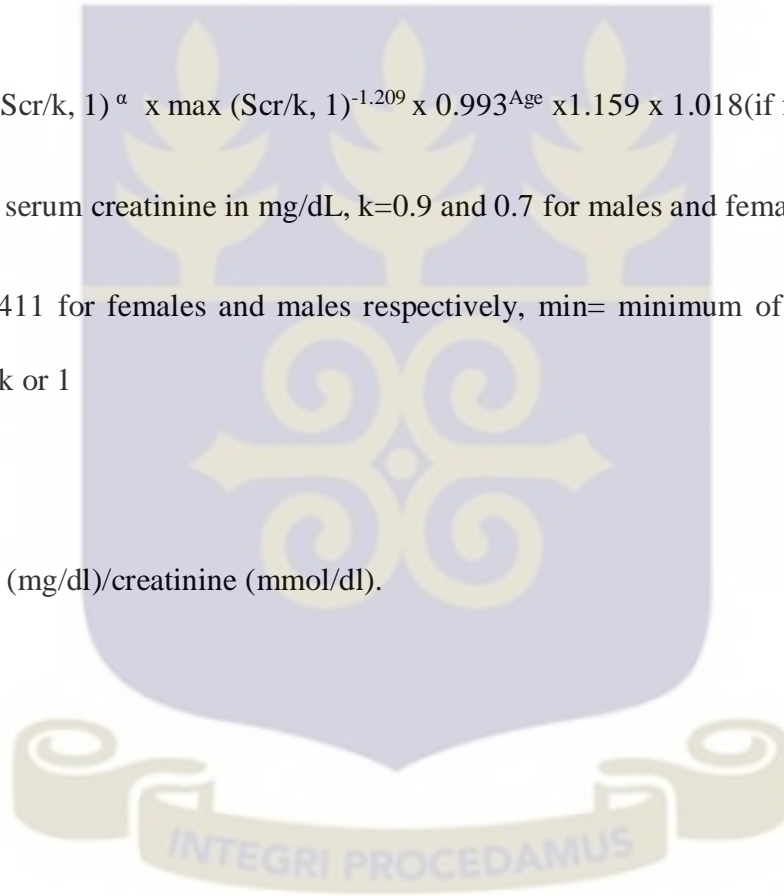 Scr/k, 1) α x max (Scr/k, 1)-1.209 x 0.993Age x1.159 x 1.018(if
serum creatinine in mg/dL, k=0.9 and 0.7 for males and fema
411 for females and males respectively, min= minimum of
k or 1
(mg/dl)/creatinine (mmol/dl).
INTEGRI PROCEDAMUS